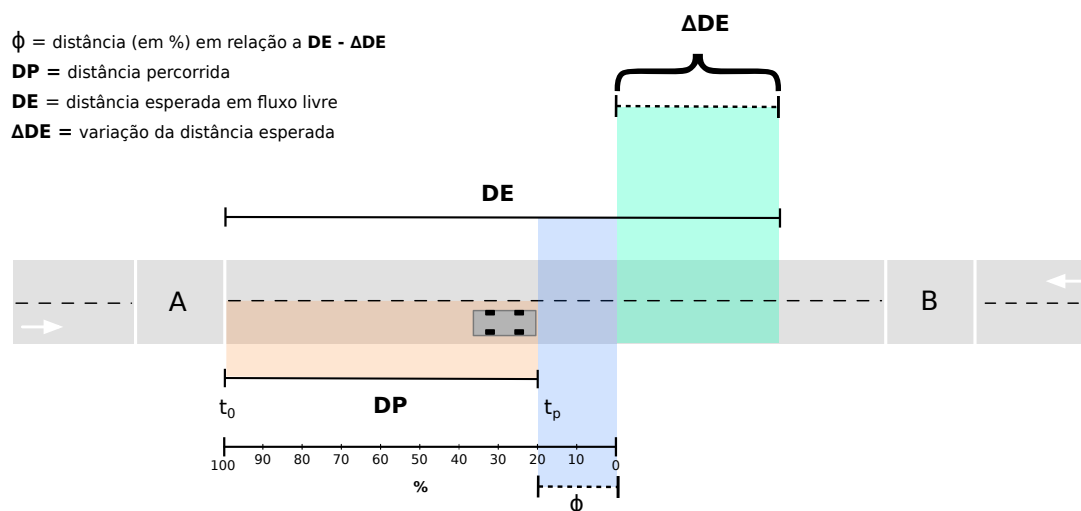 ϕ = distância (em %) em relação a DE - ΔDE
DP = distância percorrida
DE = distância esperada em fluxo livre
ΔDE = variação da distância esperada
ΔDE
DE
A
B
t₀
DP
tₚ
100 90 80 70 60 50 40 30 20 10 0
%
ϕ